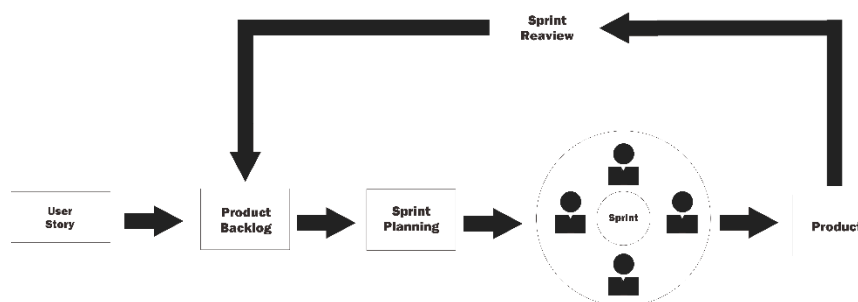 Sprint
Reaview
User
Story
Product
Backlog
Sprint
Planning
Sprint
Product